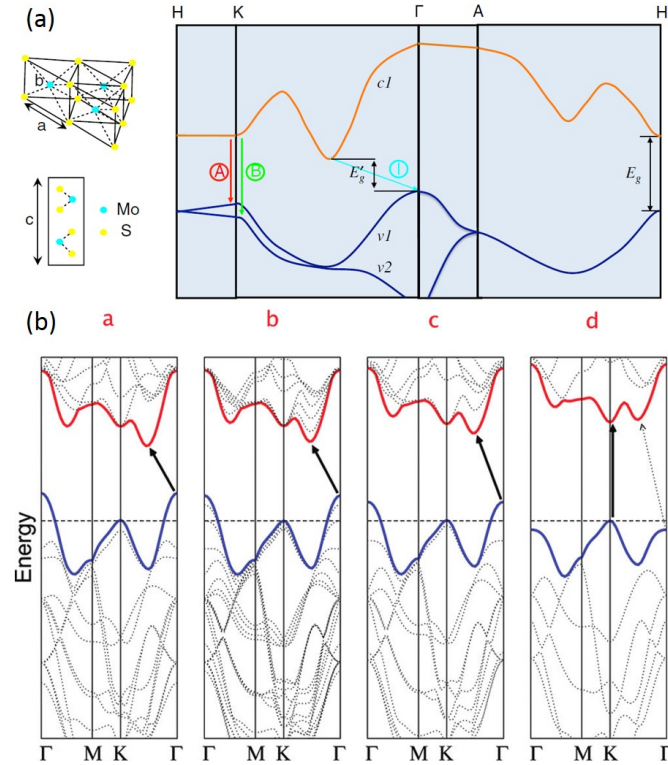 (a)
H K Γ A H
b
a
c
Mo
S
c1
A B E'g I Eg
v1
v2
(b)
a b c d
Energy
Γ M K Γ Γ M K Γ Γ M K Γ Γ M K Γ